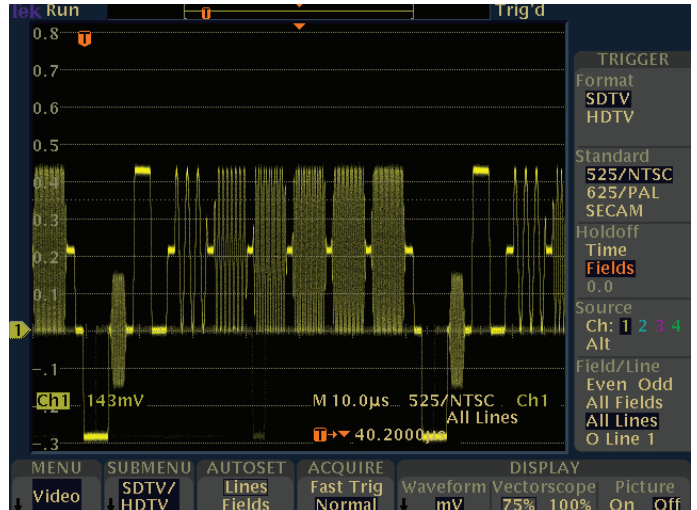 Tek Run Trig'd
T
T
0.8
0.7
0.6
0.5
0.4
0.3
0.2
0.1
1
-.1
-.3
Ch1 143mV M 10.0µs 525/NTSC Ch1
All Lines
T→▼ 40.2000µs
TRIGGER
Format
SDTV
HDTV
Standard
525/NTSC
625/PAL
SECAM
Holdoff
Time
Fields
0.0
Source
Ch: 1 2 3 4
Alt
Field/Line
Even Odd
All Fields
All Lines
O Line 1
MENU SUBMENU AUTOSET ACQUIRE DISPLAY
Video SDTV/ Lines Fast Trig Waveform Vectorscope Picture
HDTV Fields Normal mV 75% 100% On Off